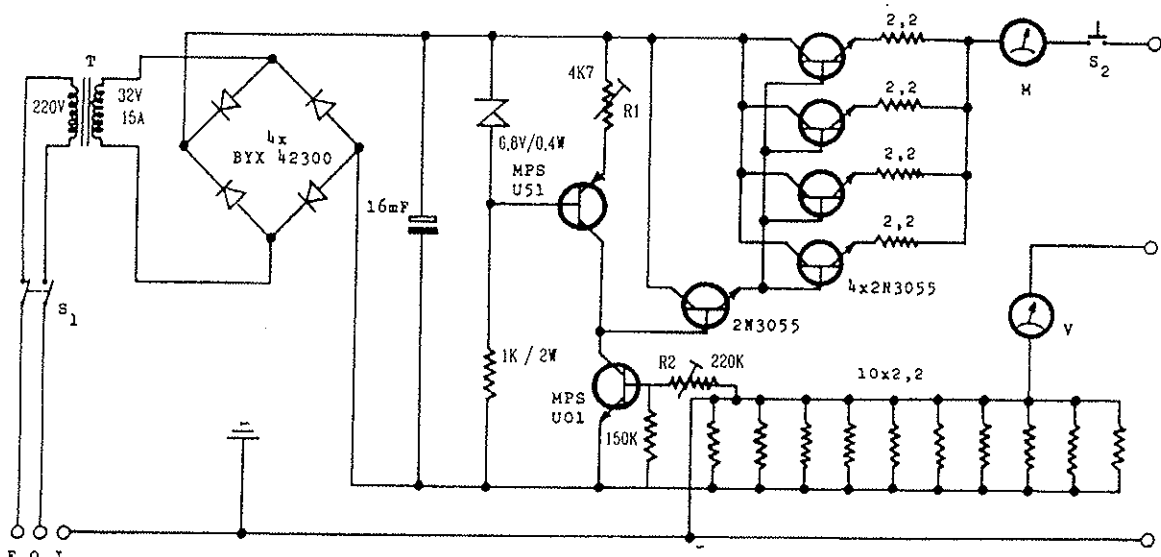 T
220V
32V
15A
4x
BYX 42300
S1
16mF
6,8V/0,4W
MPS
U51
4K7
R1
1K / 2W
MPS
U01
150K
R2
220K
2N3055
2,2
2,2
2,2
2,2
4x2N3055
M
S2
V
10x2,2